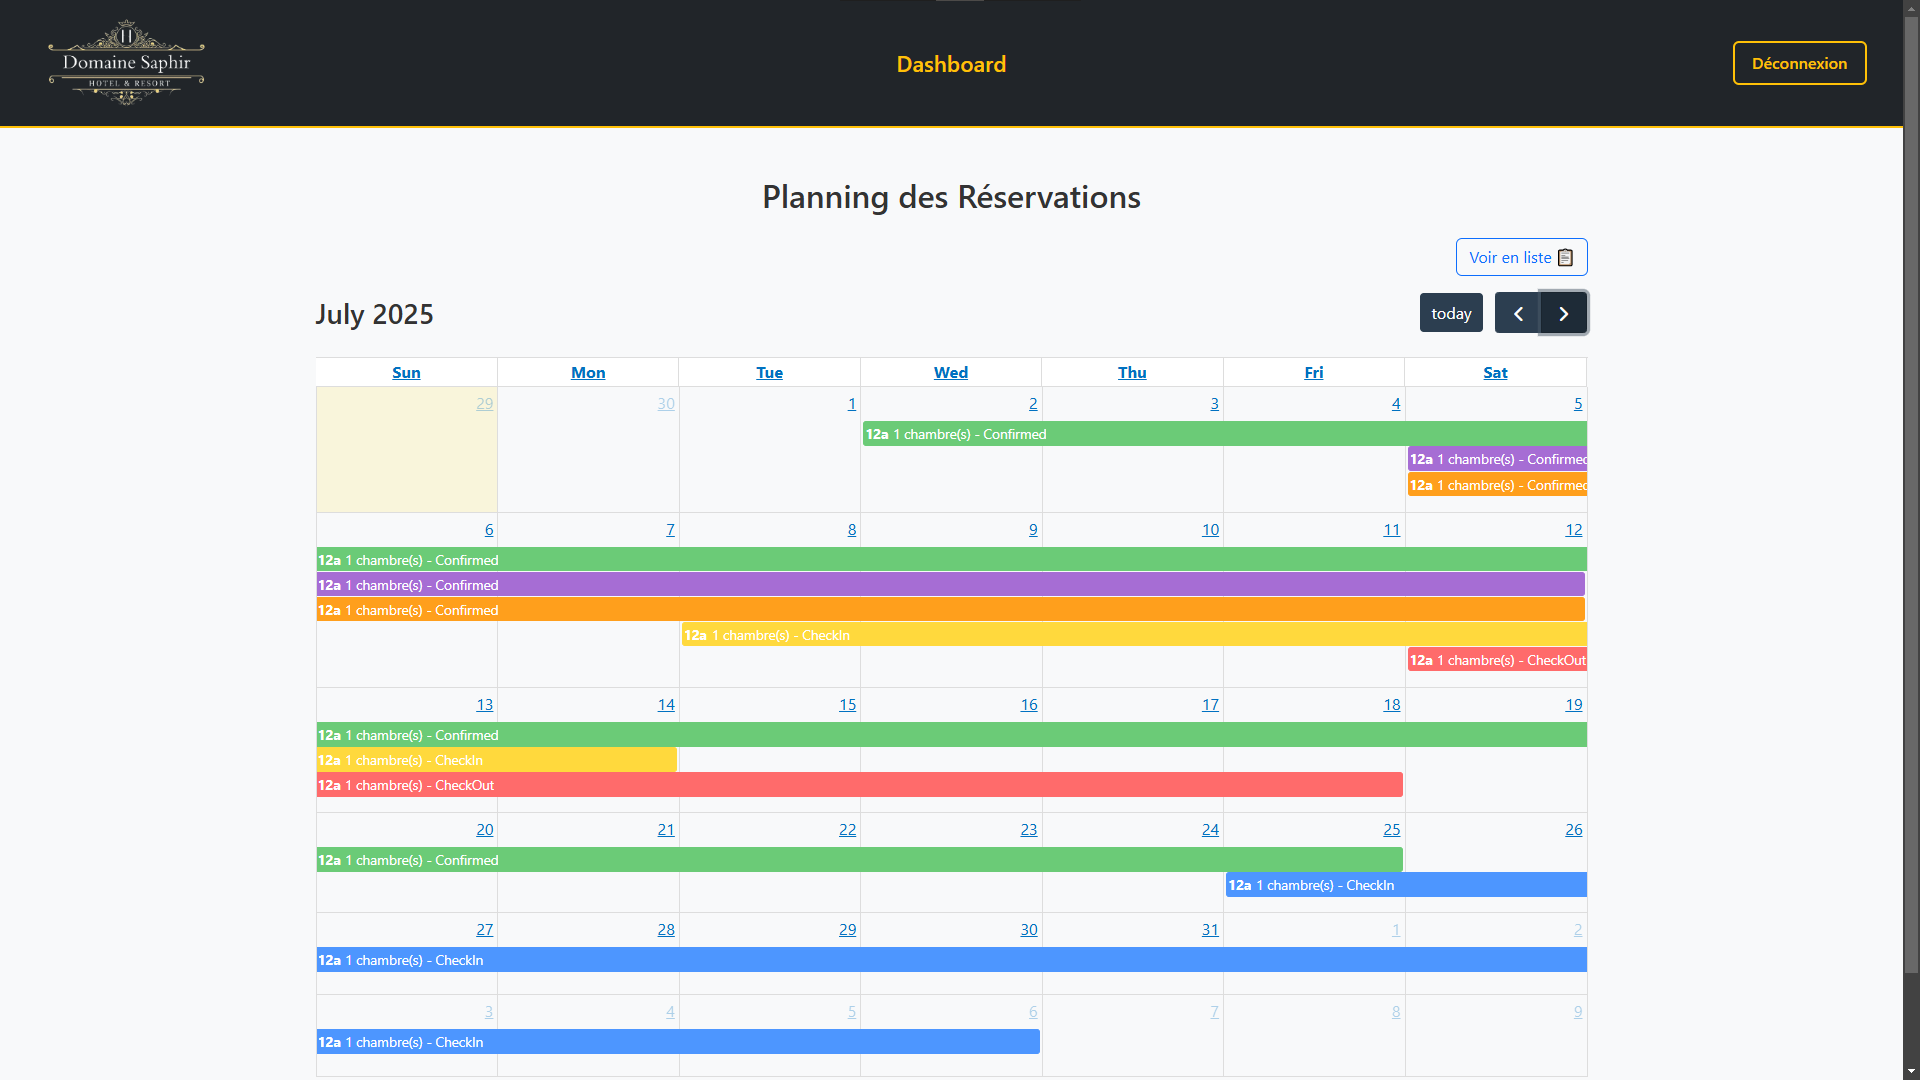 H
Domaine Saphir
HOTEL & RESORT
Dashboard
Déconnexion
Planning des Réservations
Voir en liste
July 2025
today
Sun Mon Tue Wed Thu Fri Sat
29 30 1 2 3 4 5
12a 1 chambre(s) - Confirmed
12a 1 chambre(s) - Confirmed
12a 1 chambre(s) - Confirmed
6 7 8 9 10 11 12
12a 1 chambre(s) - Confirmed
12a 1 chambre(s) - Confirmed
12a 1 chambre(s) - Confirmed
12a 1 chambre(s) - CheckIn
12a 1 chambre(s) - CheckOut
13 14 15 16 17 18 19
12a 1 chambre(s) - Confirmed
12a 1 chambre(s) - CheckIn
12a 1 chambre(s) - CheckOut
20 21 22 23 24 25 26
12a 1 chambre(s) - Confirmed
12a 1 chambre(s) - CheckIn
27 28 29 30 31 1 2
12a 1 chambre(s) - CheckIn
3 4 5 6 7 8 9
12a 1 chambre(s) - CheckIn